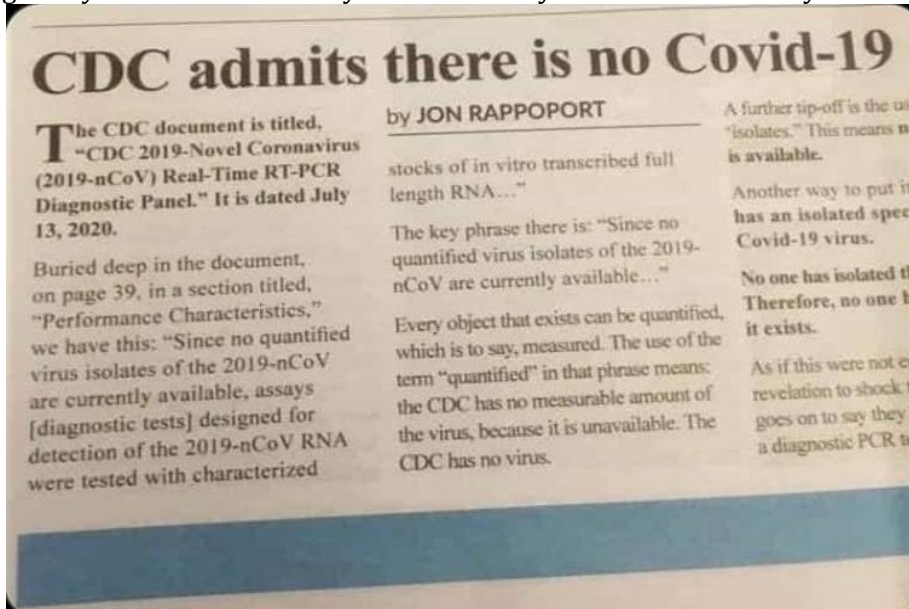 CDC admits there is no Covid-19
The CDC document is titled,
"CDC 2019-Novel Coronavirus
(2019-nCoV) Real-Time RT-PCR
Diagnostic Panel." It is dated July
13, 2020.
Buried deep in the document,
on page 39, in a section titled,
"Performance Characteristics,"
we have this: "Since no quantified
virus isolates of the 2019-nCoV
are currently available, assays
[diagnostic tests] designed for
detection of the 2019-nCoV RNA
were tested with characterized
by JON RAPPOPORT
stocks of in vitro transcribed full
length RNA…"
The key phrase there is: "Since no
quantified virus isolates of the 2019-
nCoV are currently available…"
Every object that exists can be quantified,
which is to say, measured. The use of the
term "quantified" in that phrase means:
the CDC has no measurable amount of
the virus, because it is unavailable. The
CDC has no virus.
A further tip-off is the
"isolates." This means
is available.
Another way to put
has an isolated
Covid-19 virus.
No one has isolated
Therefore, no one
it exists.
As if this were not
revelation to shock
goes on to say they
a diagnostic PCR